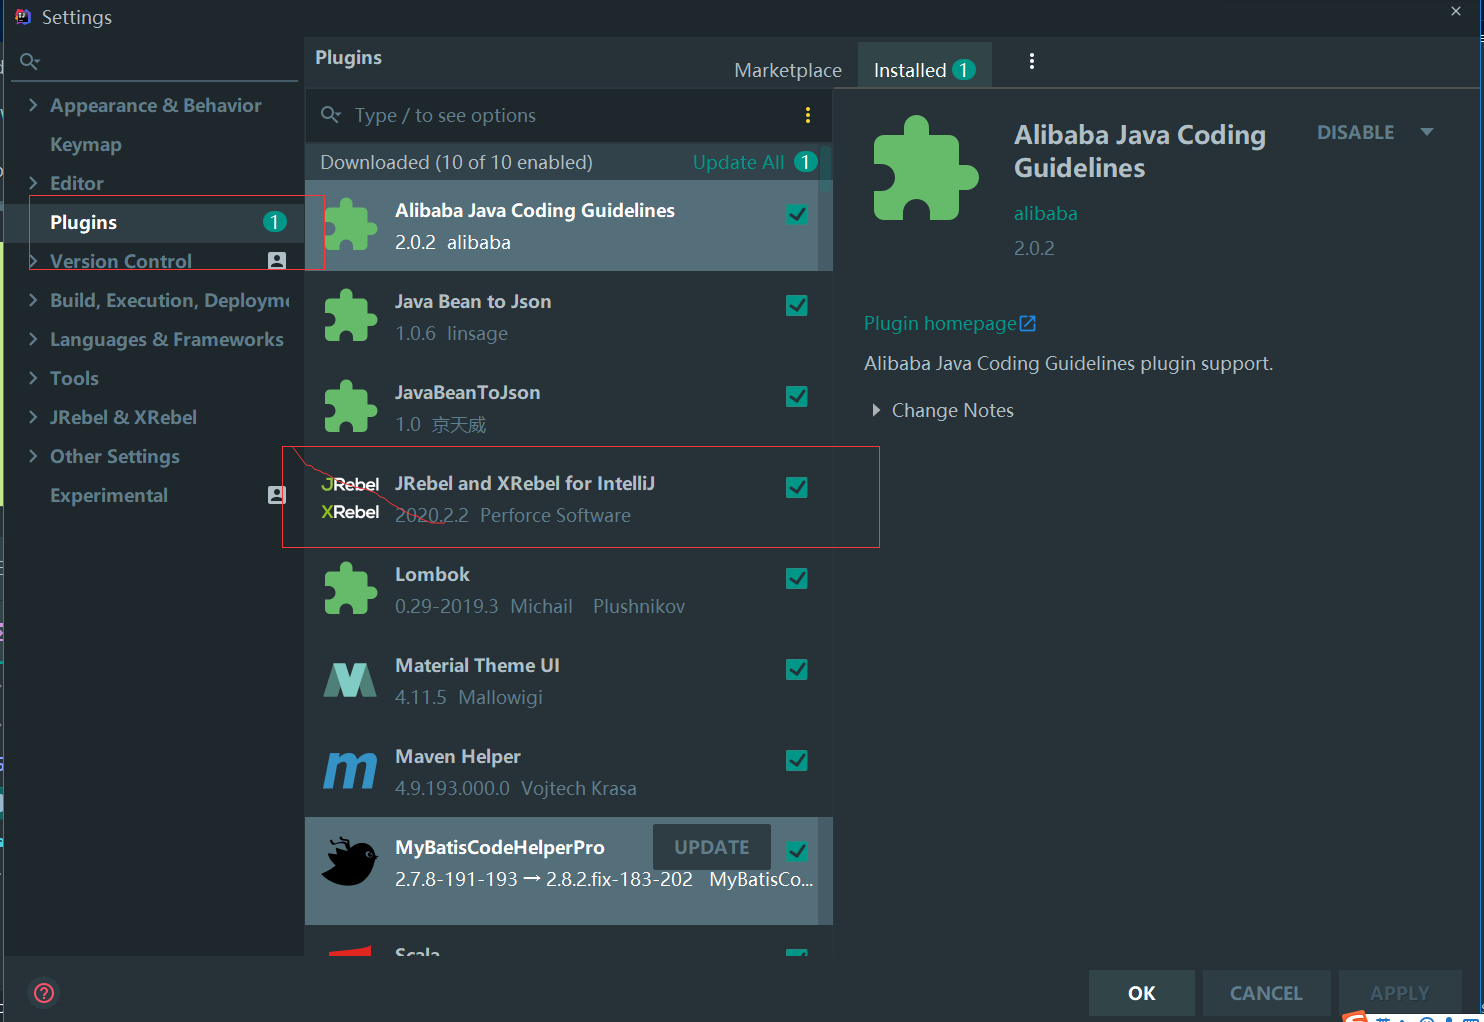 Settings
Plugins
Marketplace
Installed 1
Appearance & Behavior
Keymap
Editor
Plugins 1
Version Control
Build, Execution, Deployme
Languages & Frameworks
Tools
JRebel & XRebel
Other Settings
Experimental
Type / to see options
Downloaded (10 of 10 enabled) Update All 1
Alibaba Java Coding Guidelines
2.0.2 alibaba
Java Bean to Json
1.0.6 linsage
JavaBeanToJson
1.0 京天威
JRebel
XRebel
JRebel and XRebel for IntelliJ
2020.2.2 Perforce Software
Lombok
0.29-2019.3 Michail Plushnikov
Material Theme UI
4.11.5 Mallowigi
m
Maven Helper
4.9.193.000.0 Vojtech Krasa
MyBatisCodeHelperPro UPDATE
2.7.8-191-193 → 2.8.2.fix-183-202 MyBatisCo...
Scala
Alibaba Java Coding
Guidelines
DISABLE
alibaba
2.0.2
Plugin homepage
Alibaba Java Coding Guidelines plugin support.
Change Notes
?
OK
CANCEL
APPLY